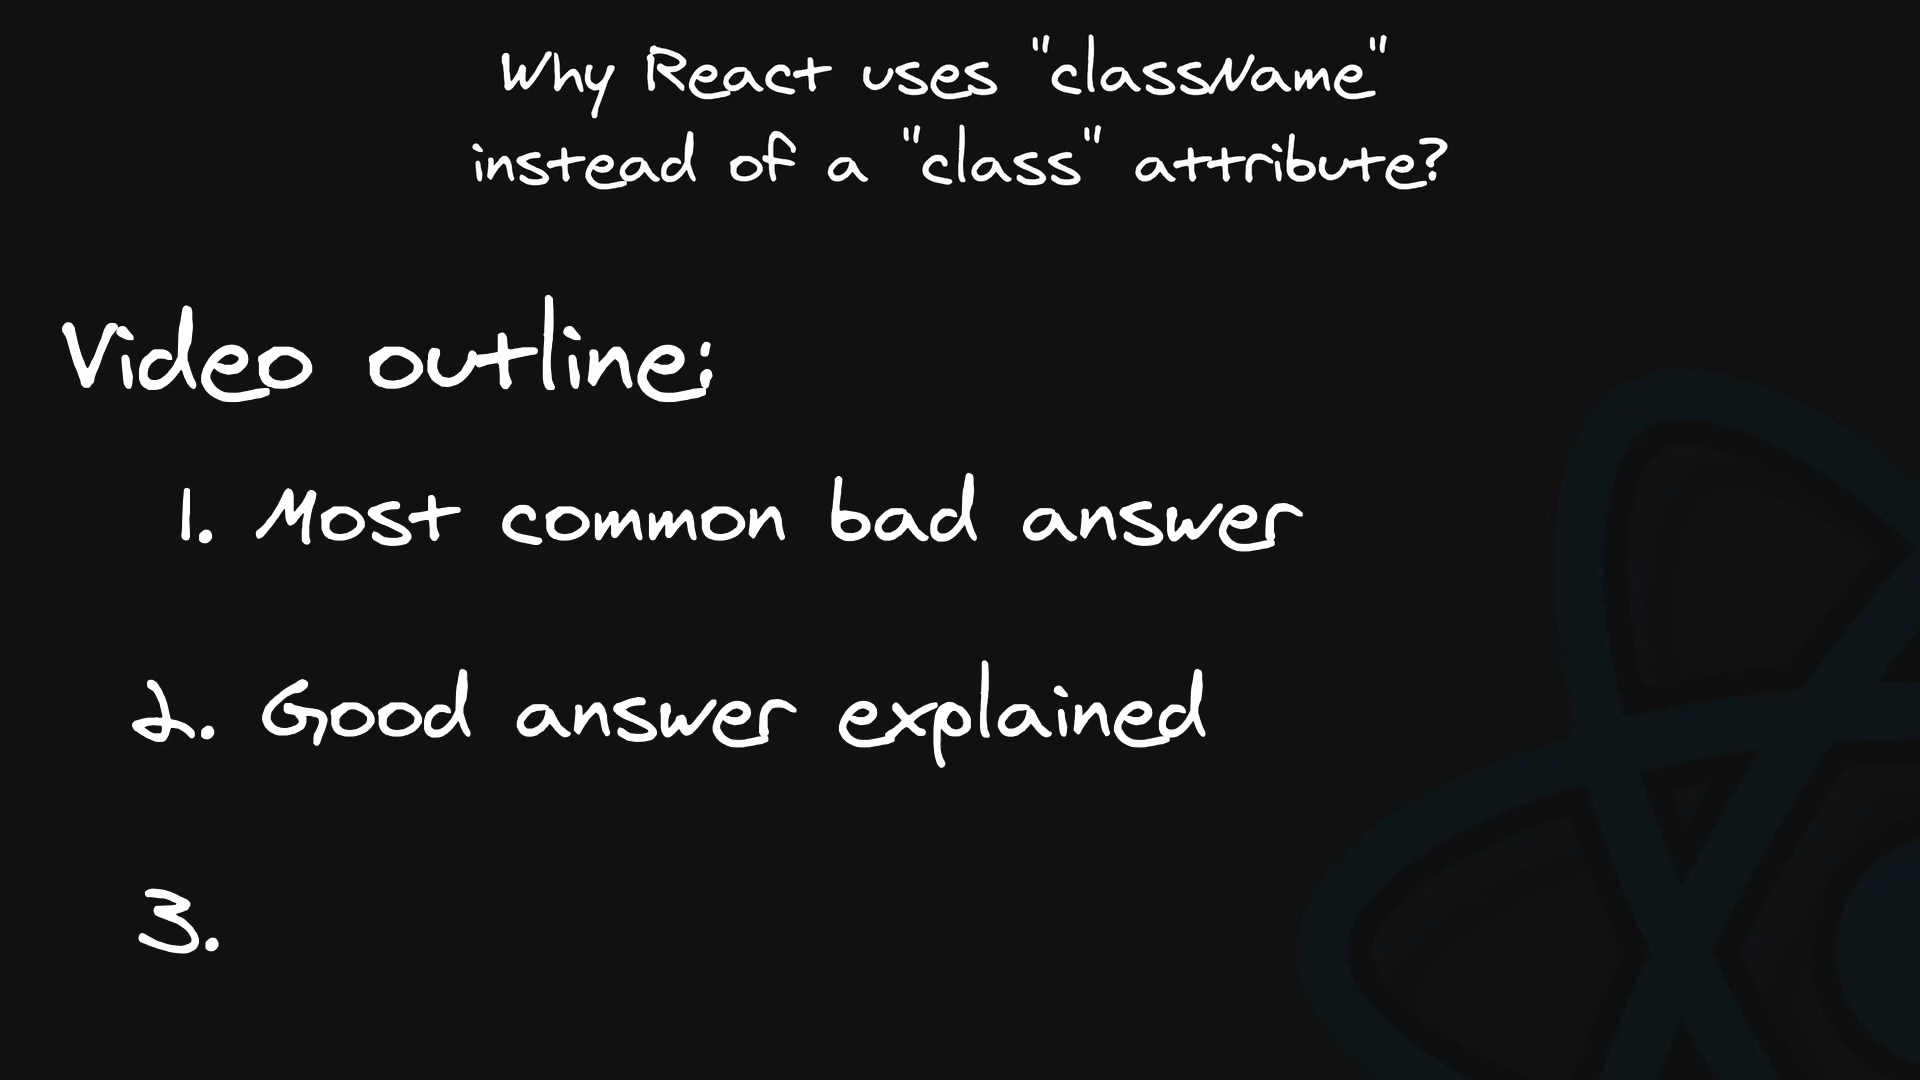 Why React uses "className"
instead of a "class" attribute?
Video outline:
1. Most common bad answer
2. Good answer explained
3.